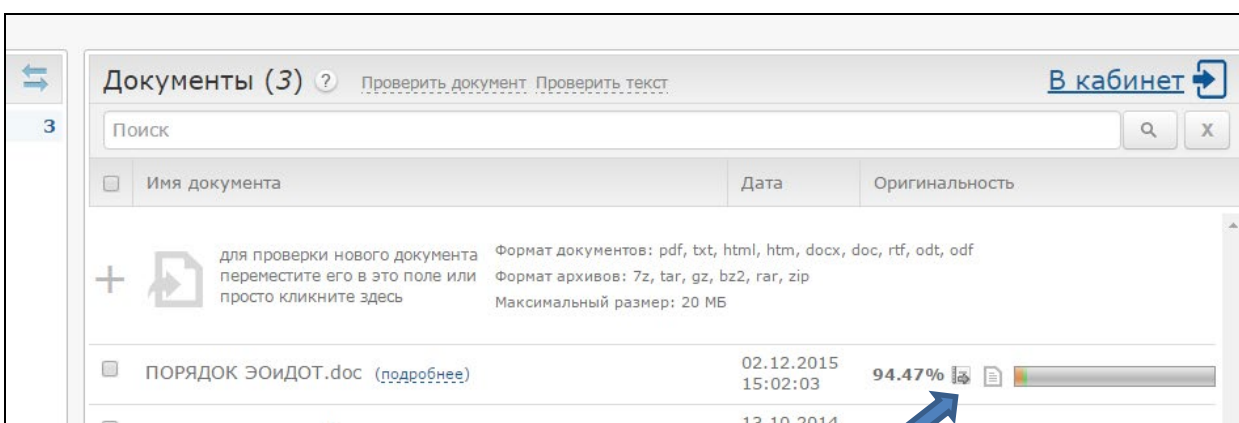 Документы (3) ? Проверить документ Проверить текст В кабинет
3 Поиск X
Имя документа Дата Оригинальность
для проверки нового документа
переместите его в это поле или
просто кликните здесь
Формат документов: pdf, txt, html, htm, docx, doc, rtf, odt, odf
Формат архивов: 7z, tar, gz, bz2, rar, zip
Максимальный размер: 20 МБ
ПОРЯДОК ЭОиДОТ.doc (подробнее) 02.12.2015 94.47%
15:02:03
13.10.2014